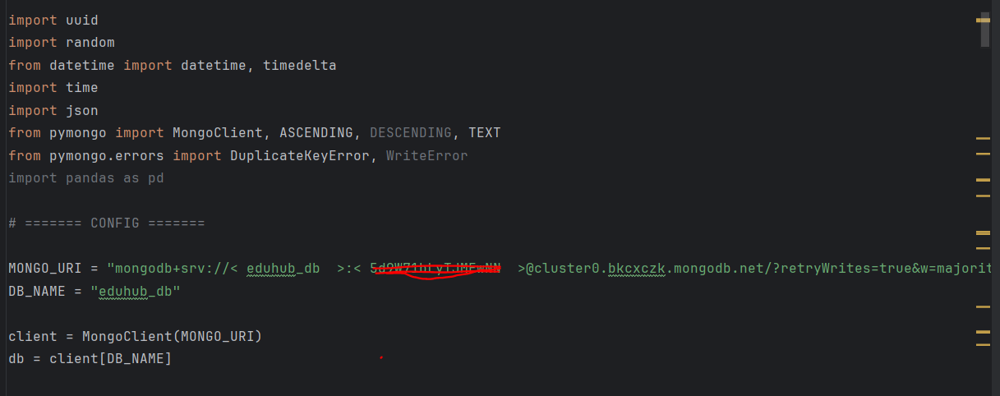 import uuid
import random
from datetime import datetime, timedelta
import time
import json
from pymongo import MongoClient, ASCENDING, DESCENDING, TEXT
from pymongo.errors import DuplicateKeyError, WriteError
import pandas as pd
# ======= CONFIG =======
MONGO_URI = "mongodb+srv://< eduhub_db >:< >@cluster0.bkcxczk.mongodb.net/?retryWrites=true&w=majorit
DB_NAME = "eduhub_db"
client = MongoClient(MONGO_URI)
db = client[DB_NAME]